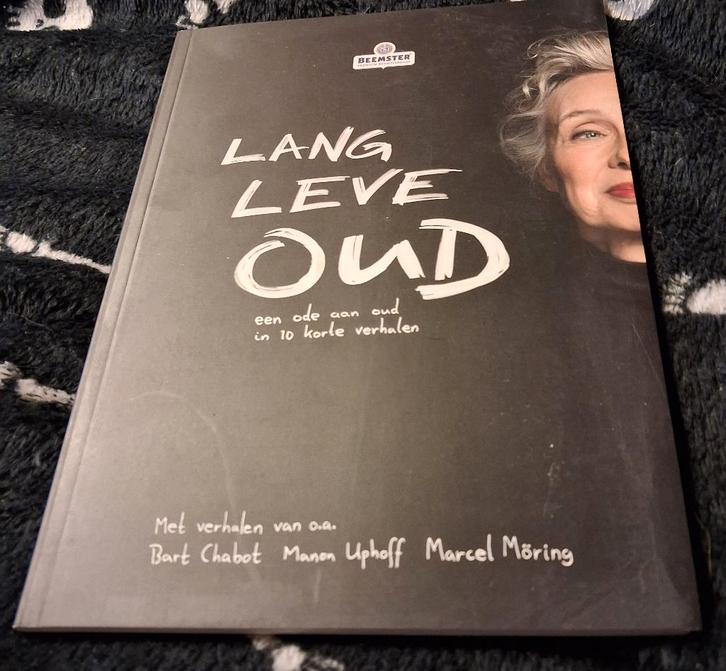 BEEMSTER
LANG
LEVE
OUD
een ode aan oud
in 10 korte verhalen
Met verhalen van o.a.
Bart Chabot Manon Uphoff Marcel Möring